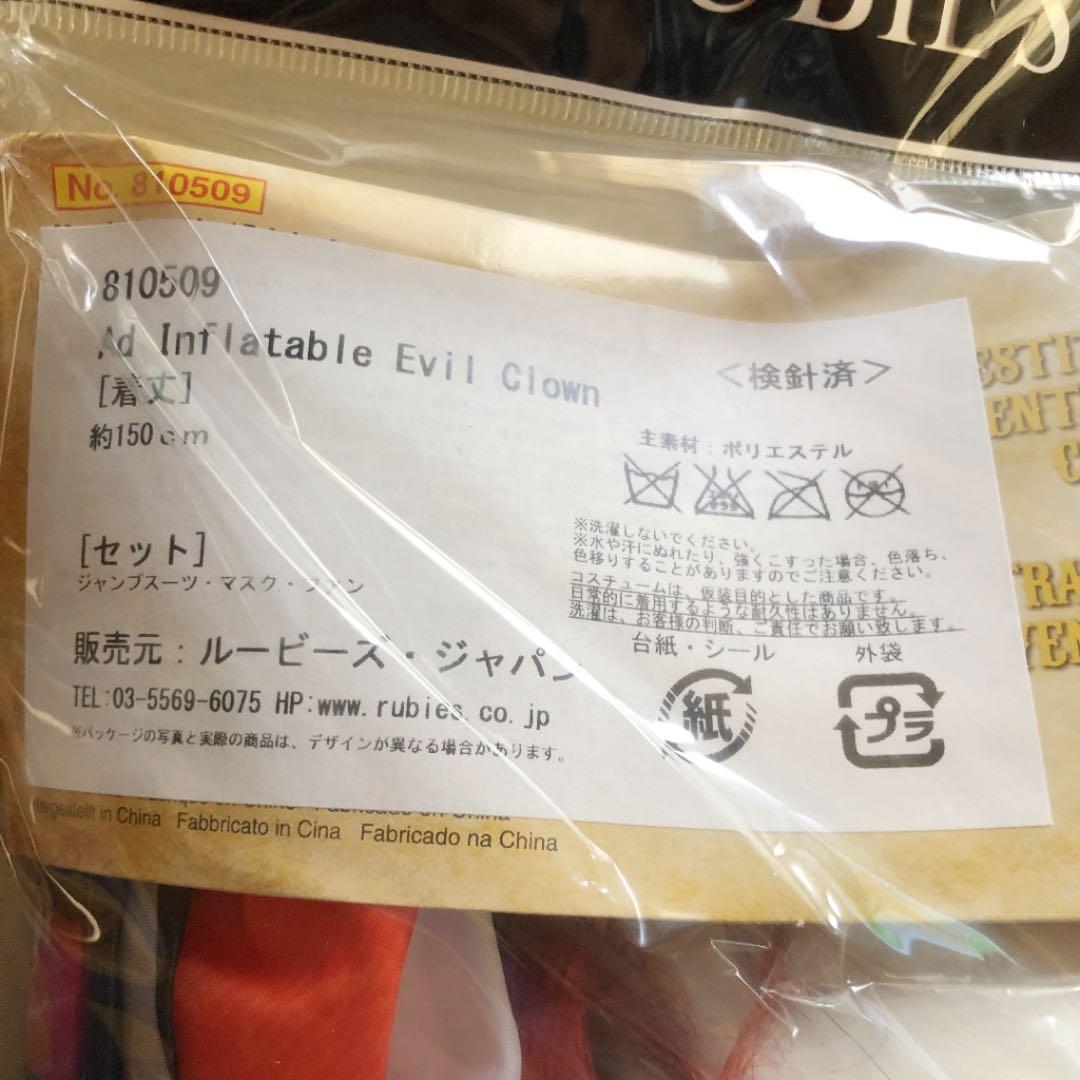 No. 810509
810509
Ad Inflatable Evil Clown
[着丈]
約150cm
<検針済>
主素材：ポリエステル
※洗濯しないでください。
※水や汗にぬれたり、強くこすった場合、色落ち、
色移りすることがありますのでご注意ください。
コスチュームは、仮装目的とした商品です。
日常的に着用するような耐久性はありません。
洗濯は、お客様の判断、ご責任でお願い致します。
[セット]
ジャンプスーツ・マスク・ファン
販売元：ルービーズ・ジャパン
TEL:03-5569-6075 HP:www.rubies.co.jp
※パッケージの写真と実際の商品は、デザインが異なる場合があります。
台紙・シール
外袋
紙
プラ
Hergestellt in China Fabbricato in Cina Fabricado na China